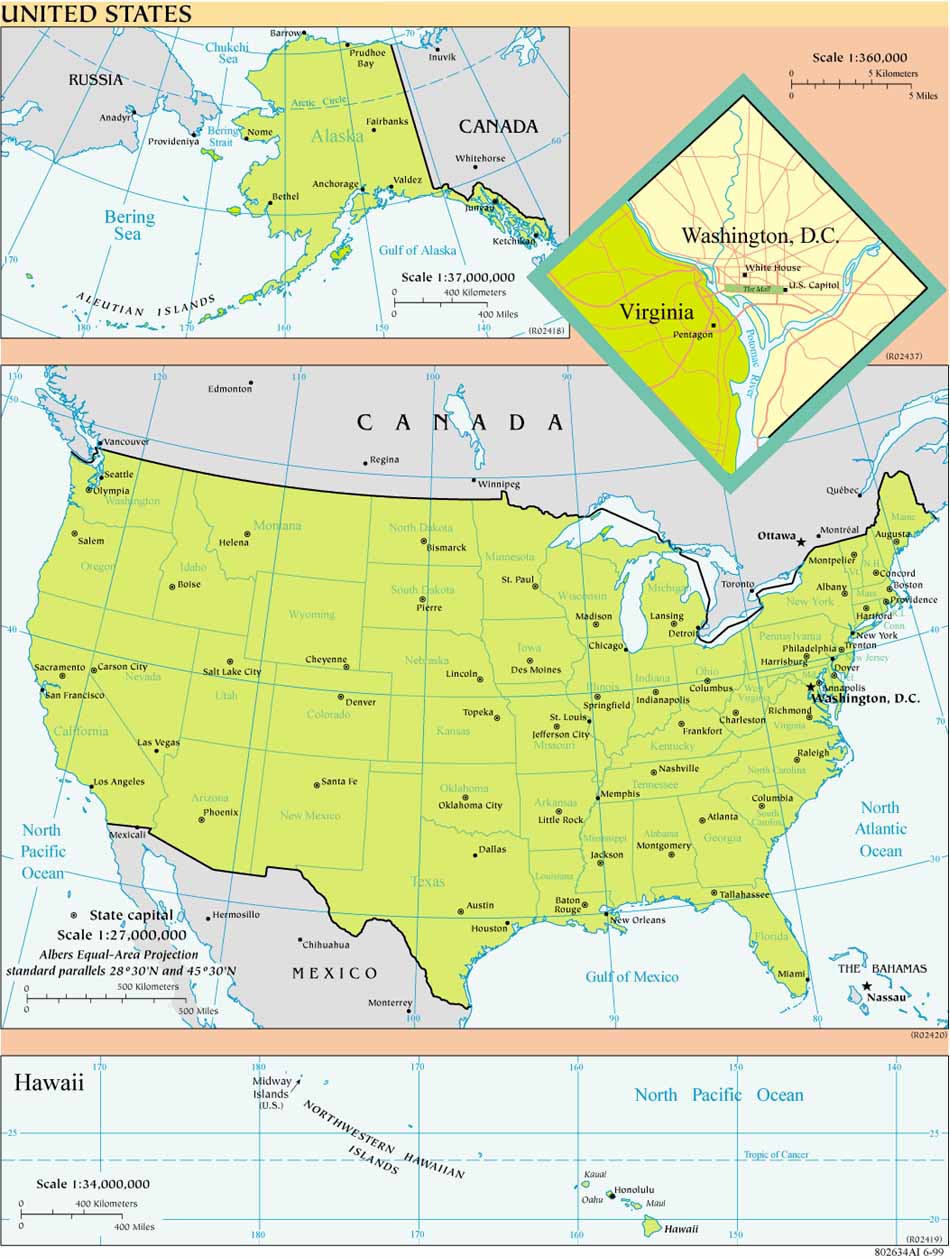 UNITED STATES
Barrow
Chukchi
Sea
70
Prudhoe
Bay
Inuvik
RUSSIA
Arctic Circle
Anadyr
Provideniya
Bering
Strait
Nome
Alaska
Fairbanks
CANADA
60
Whitehorse
Anchorage
Valdez
Bethel
Juneau
Ketchikan
Bering
Sea
Gulf of Alaska
170
Scale 1:37,000,000
0 400 Kilometers
0 400 Miles
ALEUTIAN ISLANDS
180
170
160
150
140
(R02418)
Scale 1:360,000
0 5 Kilometers
0 5 Miles
Washington, D.C.
White House
The Mall
U.S. Capitol
Virginia
Pentagon
Potomac River
(R02437)
130
120
110
100
90
50
50
Edmonton
CANADA
Vancouver
Regina
Winnipeg
Québec
Seattle
Olympia
Washington
Montana
North Dakota
Maine
Ottawa
Montréal
Augusta
Salem
Helena
Bismarck
Minnesota
Montpelier
Vt.
N.H.
Oregon
Idaho
Boise
South Dakota
Pierre
St. Paul
Wisconsin
Michigan
Toronto
Concord
Boston
Albany
Mass
Providence
New York
R.I.
Hartford
Conn.
Wyoming
Madison
Lansing
Detroit
40
40
Iowa
Chicago
Pennsylvania
New York
Philadelphia
Trenton
Harrisburg
New Jersey
Sacramento
Carson City
Nevada
Salt Lake City
Cheyenne
Nebraska
Lincoln
Des Moines
Illinois
Indiana
Ohio
Columbus
Dover
Del
Md
Annapolis
Washington, D.C.
San Francisco
Utah
Denver
Colorado
Springfield
Indianapolis
West
Virginia
Charleston
Richmond
Virginia
70
California
Topeka
Kansas
St. Louis
Jefferson City
Missouri
Frankfort
Kentucky
Las Vegas
Raleigh
Los Angeles
Santa Fe
Nashville
Tennessee
North Carolina
Arizona
Phoenix
New Mexico
Oklahoma
Oklahoma City
Arkansas
Little Rock
Memphis
Columbia
South
Carolina
Atlanta
North
Pacific
Ocean
Mexicali
Dallas
Mississippi
Jackson
Alabama
Montgomery
Georgia
North
Atlantic
Ocean
30
30
Texas
Louisiana
State capital
Hermosillo
Austin
Houston
Baton
Rouge
New Orleans
Tallahassee
Scale 1:27,000,000
Albers Equal-Area Projection
standard parallels 28°30'N and 45°30'N
Chihuahua
MEXICO
Florida
Gulf of Mexico
Miami
THE BAHAMAS
Nassau
0 500 Kilometers
0 500 Miles
Monterrey
100
90
80
(R02420)
170
180
170
160
150
140
Hawaii
Midway
Islands
(U.S.)
North Pacific Ocean
NORTHWESTERN HAWAIIAN
ISLANDS
25
25
Tropic of Cancer
Scale 1:34,000,000
0 400 Kilometers
0 400 Miles
Kauai
Oahu
Honolulu
Maui
Hawaii
20
(R02419)
180
170
160
150
802634AI 6-99